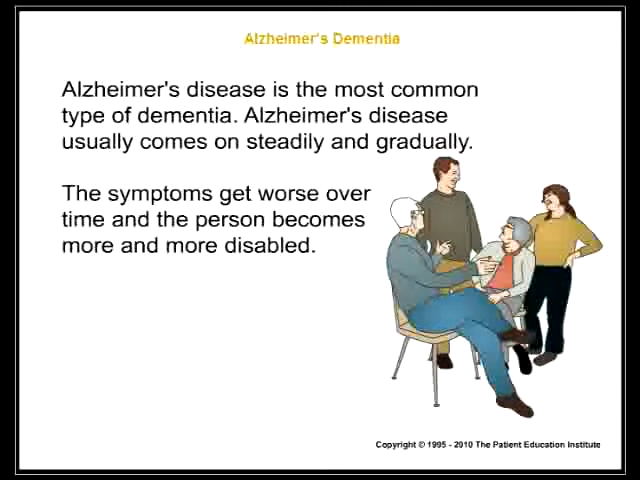 Alzheimer's Dementia
Alzheimer's disease is the most common
type of dementia. Alzheimer's disease
usually comes on steadily and gradually.
The symptoms get worse over
time and the person becomes
more and more disabled.
Copyright © 1995 - 2010 The Patient Education Institute